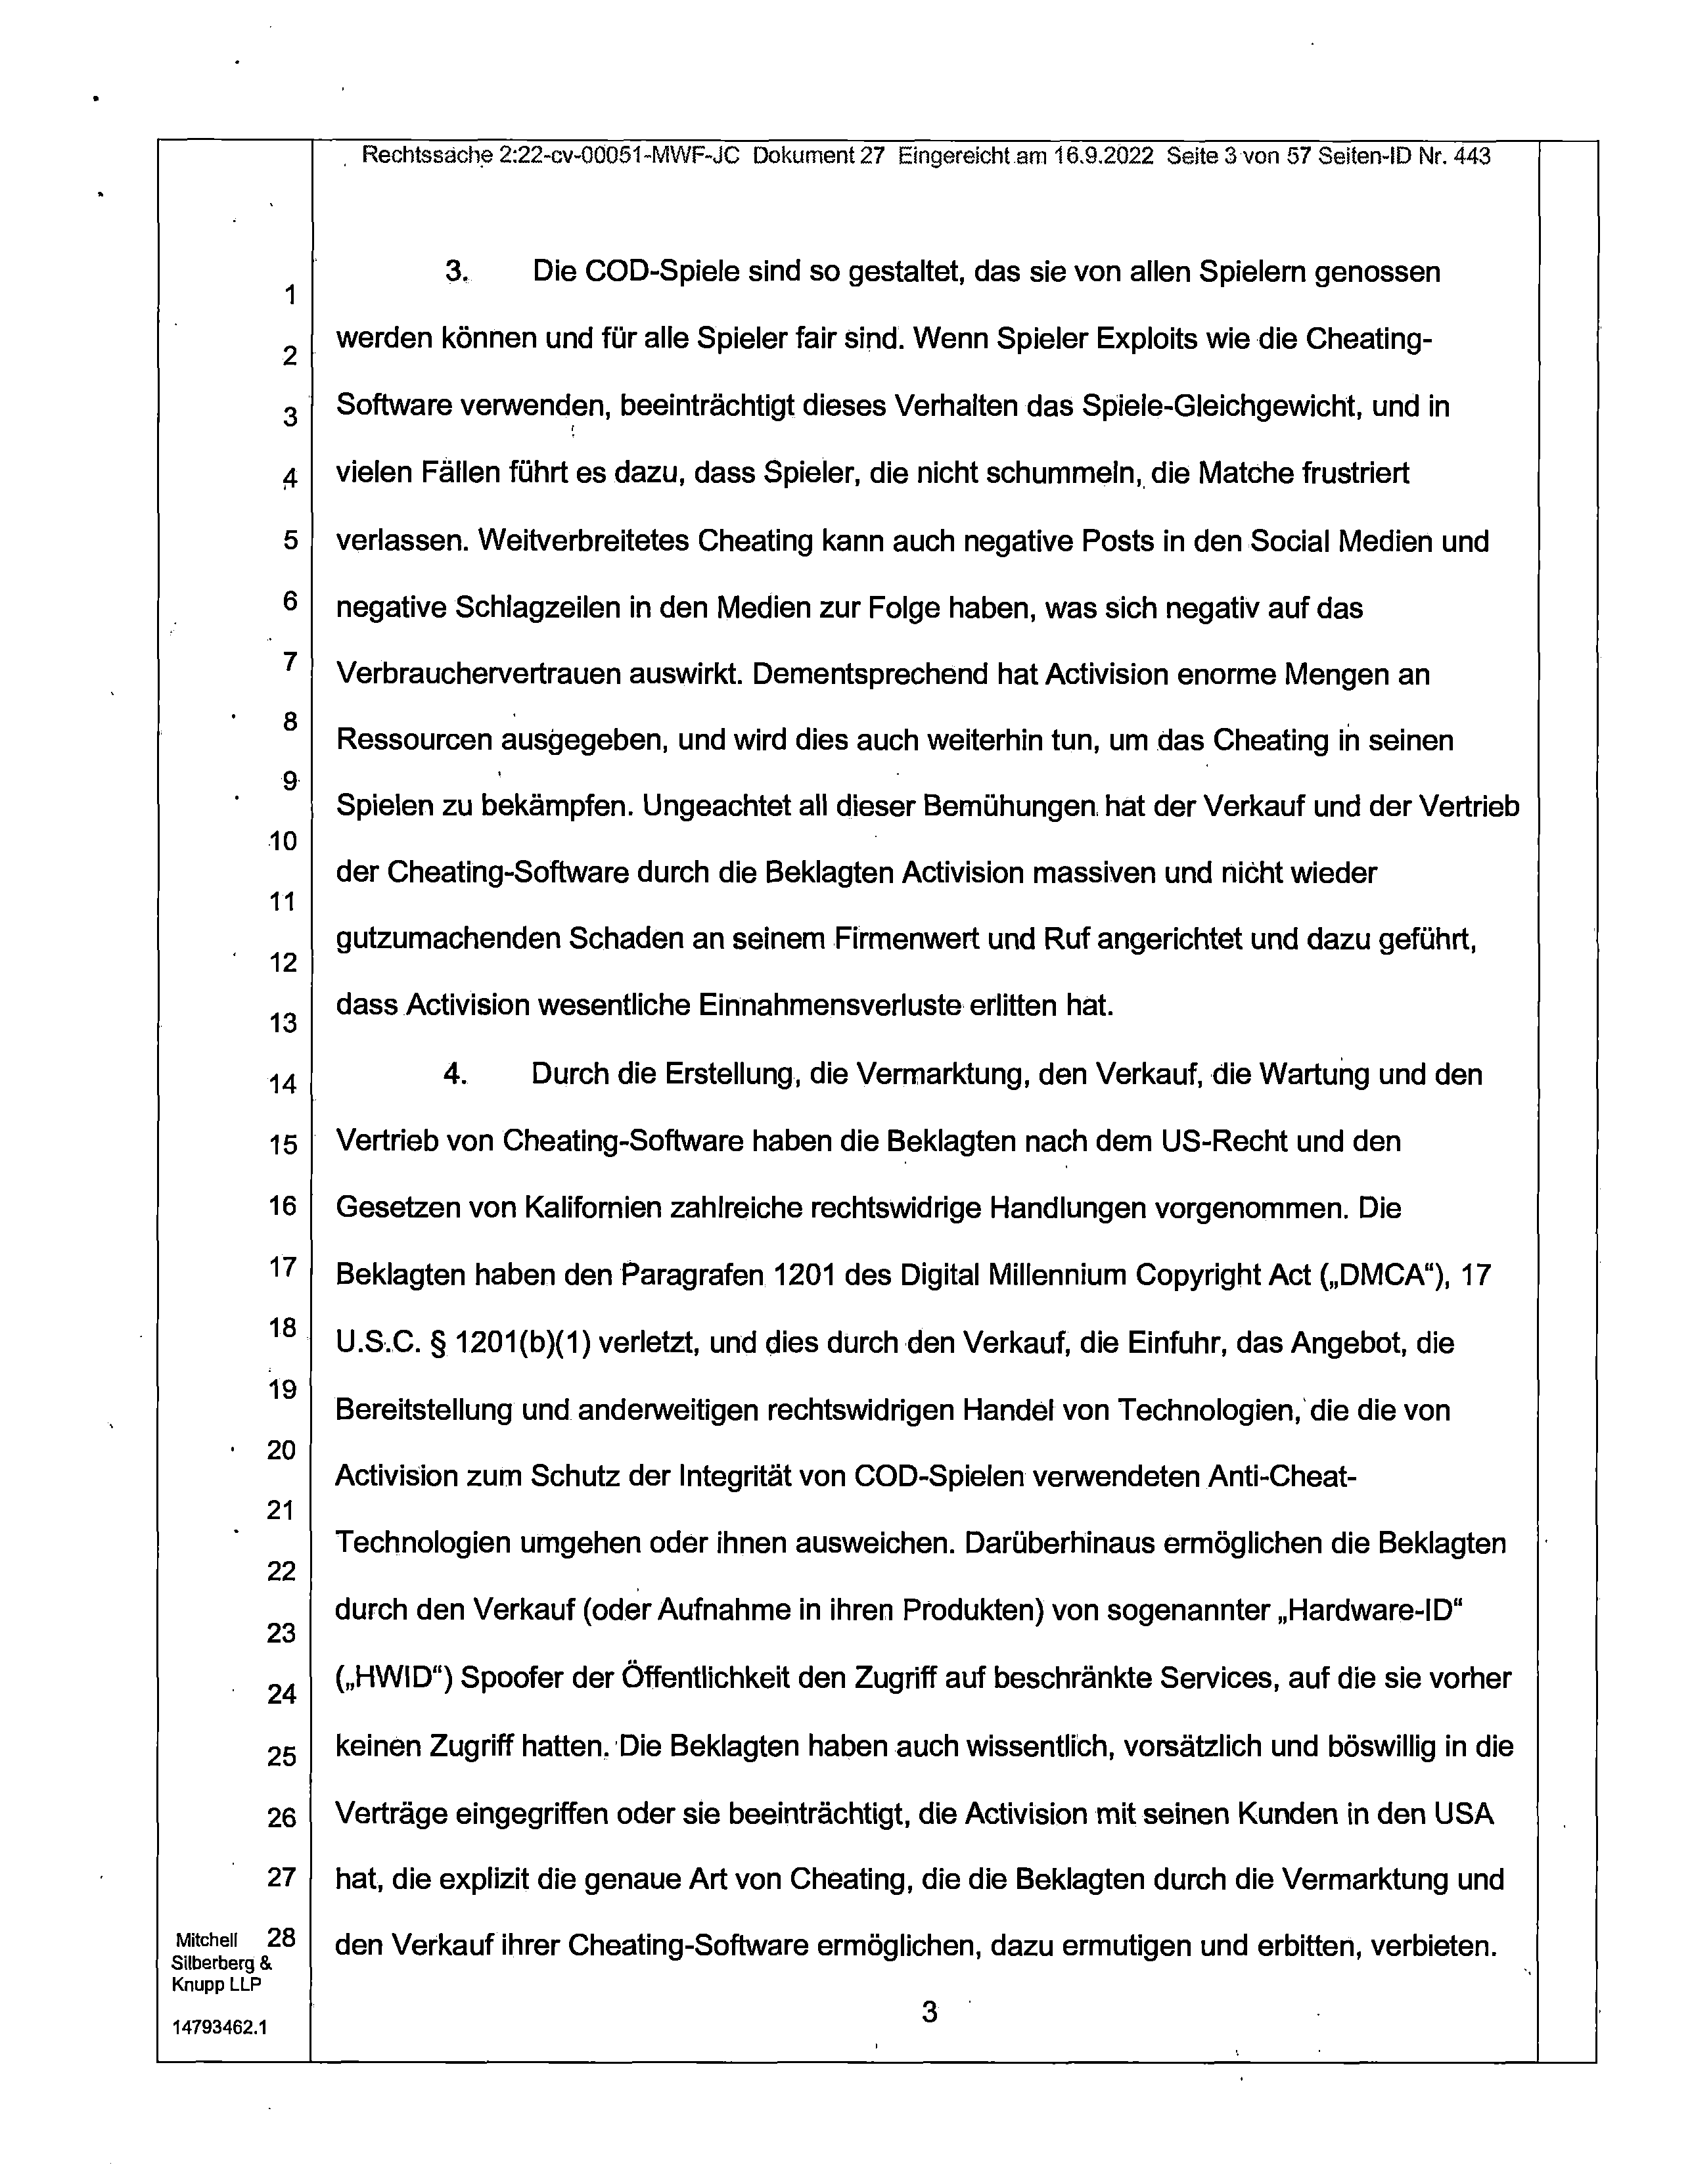 Rechtssache 2:22-cv-00051-MWF-JC Dokument 27 Eingereicht am 16.9.2022 Seite 3 von 57 Seiten-ID Nr. 443
3. Die COD-Spiele sind so gestaltet, das sie von allen Spielern genossen
1
werden können und für alle Spieler fair sind. Wenn Spieler Exploits wie die Cheating-
2
Software verwenden, beeinträchtigt dieses Verhalten das Spiele-Gleichgewicht, und in
3
vielen Fällen führt es dazu, dass Spieler, die nicht schummeln, die Matche frustriert
4
verlassen. Weitverbreitetes Cheating kann auch negative Posts in den Social Medien und
5
negative Schlagzeilen in den Medien zur Folge haben, was sich negativ auf das
6
Verbrauchervertrauen auswirkt. Dementsprechend hat Activision enorme Mengen an
7
Ressourcen ausgegeben, und wird dies auch weiterhin tun, um das Cheating in seinen
8
Spielen zu bekämpfen. Ungeachtet all dieser Bemühungen hat der Verkauf und der Vertrieb
9
der Cheating-Software durch die Beklagten Activision massiven und nicht wieder
10
gutzumachenden Schaden an seinem Firmenwert und Ruf angerichtet und dazu geführt,
11
dass Activision wesentliche Einnahmensverluste erlitten hat.
12
13
4. Durch die Erstellung, die Vermarktung, den Verkauf, die Wartung und den
14
Vertrieb von Cheating-Software haben die Beklagten nach dem US-Recht und den
15
Gesetzen von Kalifornien zahlreiche rechtswidrige Handlungen vorgenommen. Die
16
Beklagten haben den Paragrafen 1201 des Digital Millennium Copyright Act („DMCA“), 17
17
U.S.C. § 1201(b)(1) verletzt, und dies durch den Verkauf, die Einfuhr, das Angebot, die
18
Bereitstellung und anderweitigen rechtswidrigen Handel von Technologien, die die von
19
Activision zum Schutz der Integrität von COD-Spielen verwendeten Anti-Cheat-
20
Technologien umgehen oder ihnen ausweichen. Darüberhinaus ermöglichen die Beklagten
21
durch den Verkauf (oder Aufnahme in ihren Produkten) von sogenannter „Hardware-ID“
22
(„HWID“) Spoofer der Öffentlichkeit den Zugriff auf beschränkte Services, auf die sie vorher
23
keinen Zugriff hatten. Die Beklagten haben auch wissentlich, vorsätzlich und böswillig in die
24
Verträge eingegriffen oder sie beeinträchtigt, die Activision mit seinen Kunden in den USA
25
hat, die explizit die genaue Art von Cheating, die die Beklagten durch die Vermarktung und
26
den Verkauf ihrer Cheating-Software ermöglichen, dazu ermutigen und erbitten, verbieten.
27
28
Mitchell
Silberberg &
Knupp LLP
3
14793462.1